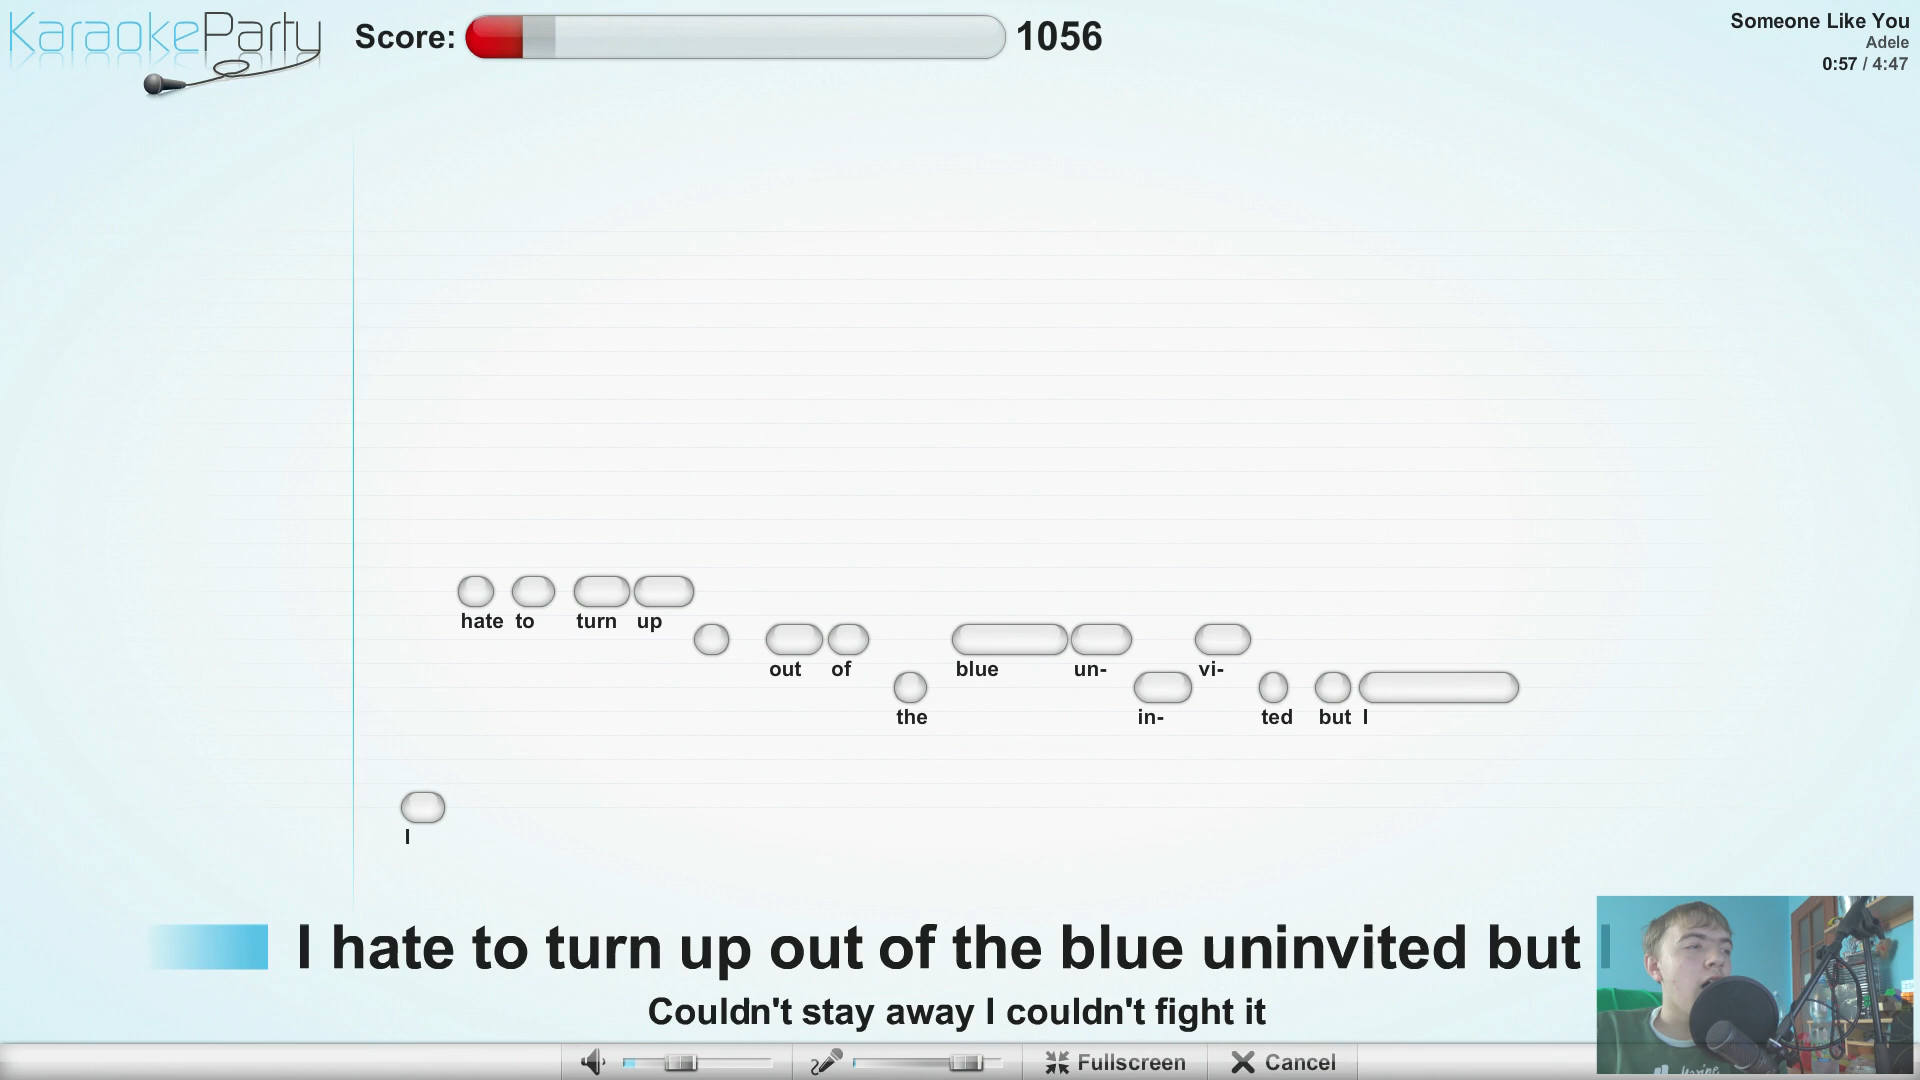 KaraokeParty
Score: 1056
Someone Like You
Adele
0:57 / 4:47
hate to turn up
out of blue un- vi-
the in- ted but I
I
I hate to turn up out of the blue uninvited but I
Couldn't stay away I couldn't fight it
Fullscreen Cancel